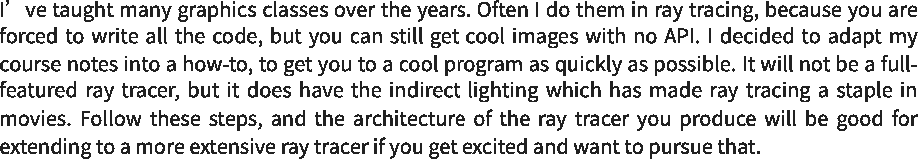 I’ve taught many graphics classes over the years. Often I do them in ray tracing, because you are
forced to write all the code, but you can still get cool images with no API. I decided to adapt my
course notes into a how-to, to get you to a cool program as quickly as possible. It will not be a full-
featured ray tracer, but it does have the indirect lighting which has made ray tracing a staple in
movies. Follow these steps, and the architecture of the ray tracer you produce will be good for
extending to a more extensive ray tracer if you get excited and want to pursue that.